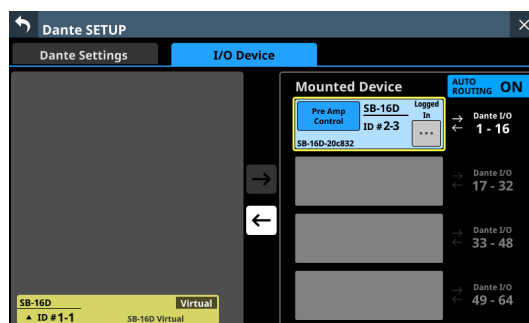 Dante SETUP
Dante Settings
I/O Device
Mounted Device
AUTO ROUTING ON
Pre Amp Control
SB-16D
ID # 2-3
Logged In
...
SB-16D-20c832
Dante I/O
1 - 16
Dante I/O
17 - 32
Dante I/O
33 - 48
Dante I/O
49 - 64
SB-16D
Virtual
ID # 1-1
SB-16D Virtual